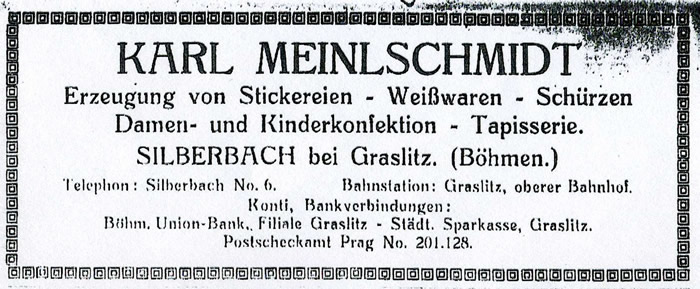 KARL MEINLSCHMIDT
Erzeugung von Stickereien - Weißwaren - Schürzen
Damen- und Kinderkonfektion - Tapisserie.
SILBERBACH bei Graslitz. (Böhmen.)
Telephon: Silberbach No. 6. Bahnstation: Graslitz, oberer Bahnhof.
Konti, Bankverbindungen:
Böhm. Union-Bank, Filiale Graslitz - Städt. Sparkasse, Graslitz.
Postscheckamt Prag No. 201.128.